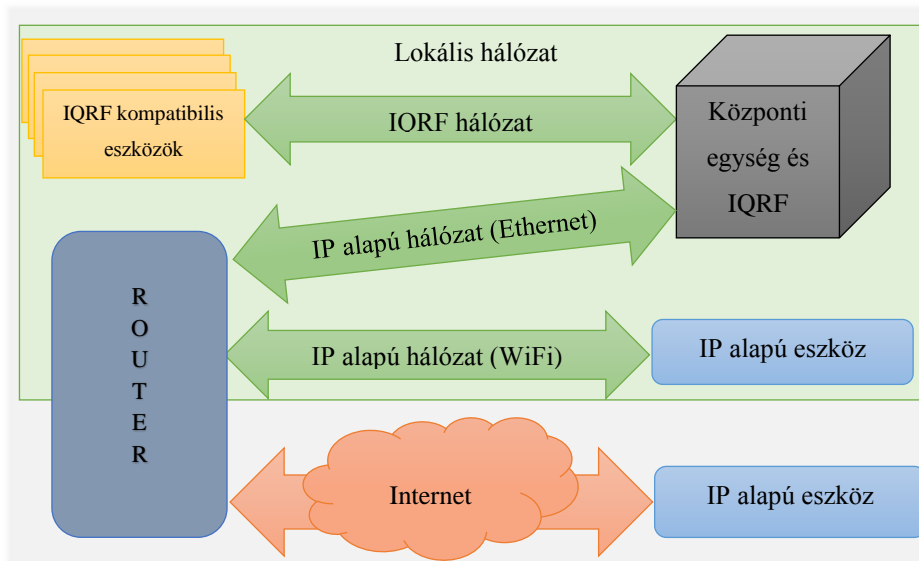 Lokális hálózat
IQRF kompatibilis
eszközök
IORF hálózat
Központi
egység és
IQRF
IP alapú hálózat (Ethernet)
R
O
U
T
E
R
IP alapú hálózat (WiFi)
IP alapú eszköz
Internet
IP alapú eszköz